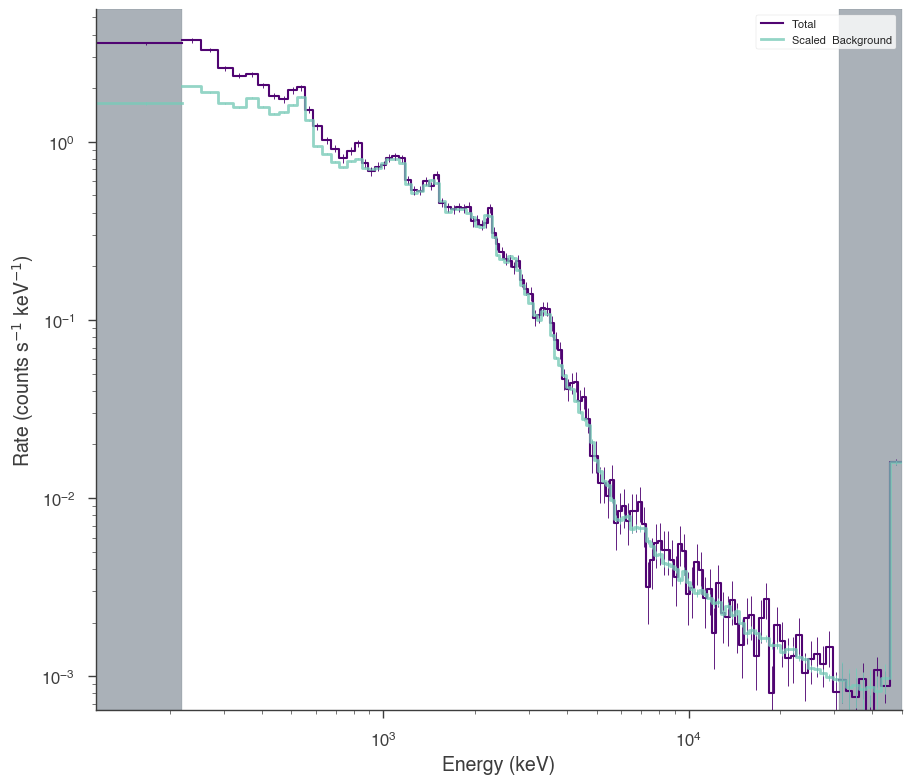 Total
Scaled  Background
10⁰
10⁻¹
10⁻²
10⁻³
Rate (counts s⁻¹ keV⁻¹)
10³
10⁴
Energy (keV)